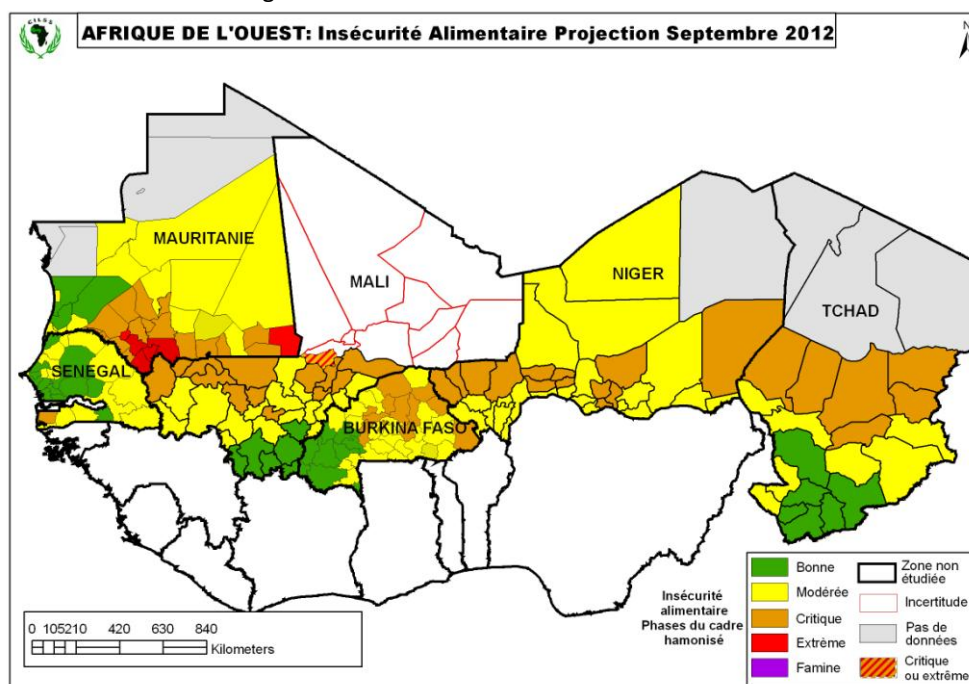 CILSS
AFRIQUE DE L'OUEST: Insécurité Alimentaire Projection Septembre 2012
N
MAURITANIE
MALI
NIGER
TCHAD
SENEGAL
BURKINA FASO
Insécurité
alimentaire
Phases du cadre
hamonisé
Bonne
Modérée
Critique
Extrême
Famine
Zone non
étudiée
Incertitude
Pas de
données
Critique
ou extrême
0 105210 420 630 840
Kilometers